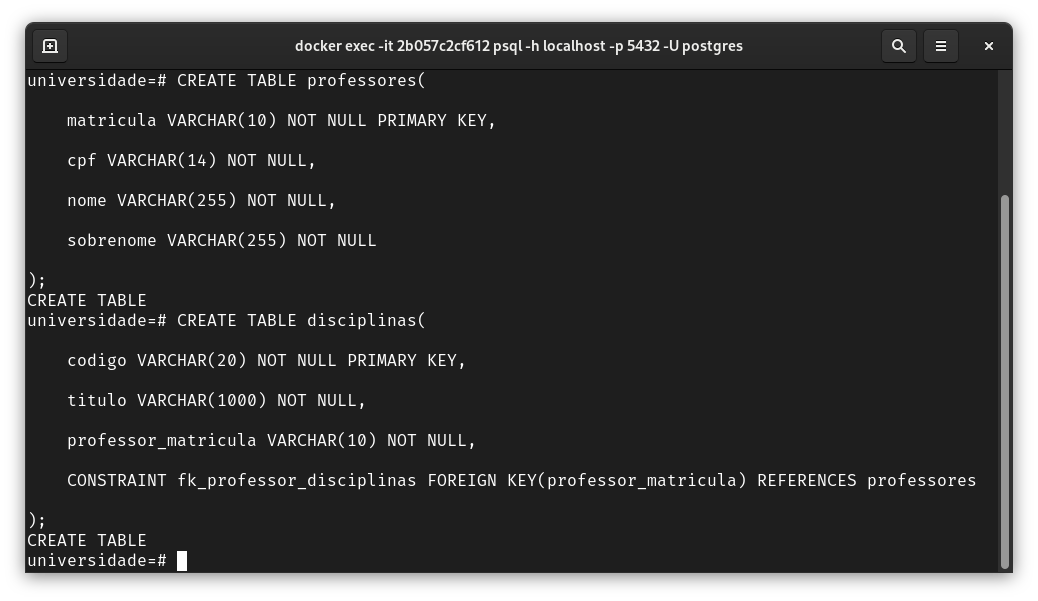 docker exec -it 2b057c2cf612 psql -h localhost -p 5432 -U postgres
universidade=# CREATE TABLE professores(
matricula VARCHAR(10) NOT NULL PRIMARY KEY,
cpf VARCHAR(14) NOT NULL,
nome VARCHAR(255) NOT NULL,
sobrenome VARCHAR(255) NOT NULL
);
CREATE TABLE
universidade=# CREATE TABLE disciplinas(
codigo VARCHAR(20) NOT NULL PRIMARY KEY,
titulo VARCHAR(1000) NOT NULL,
professor_matricula VARCHAR(10) NOT NULL,
CONSTRAINT fk_professor_disciplinas FOREIGN KEY(professor_matricula) REFERENCES professores
);
CREATE TABLE
universidade=#